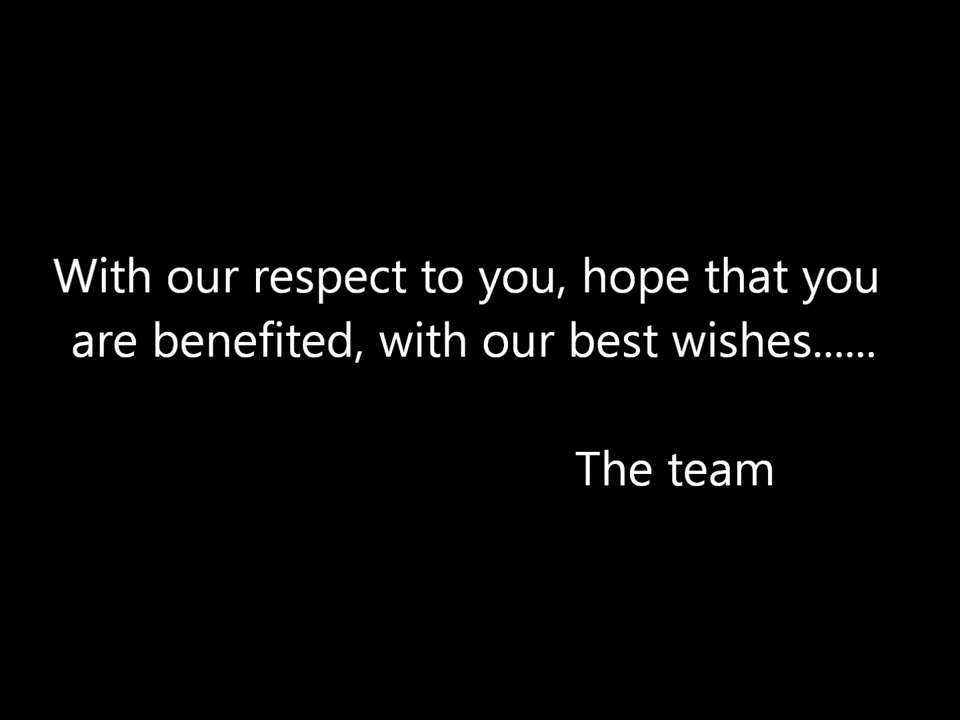 With our respect to you, hope that you
are benefited, with our best wishes......
The team